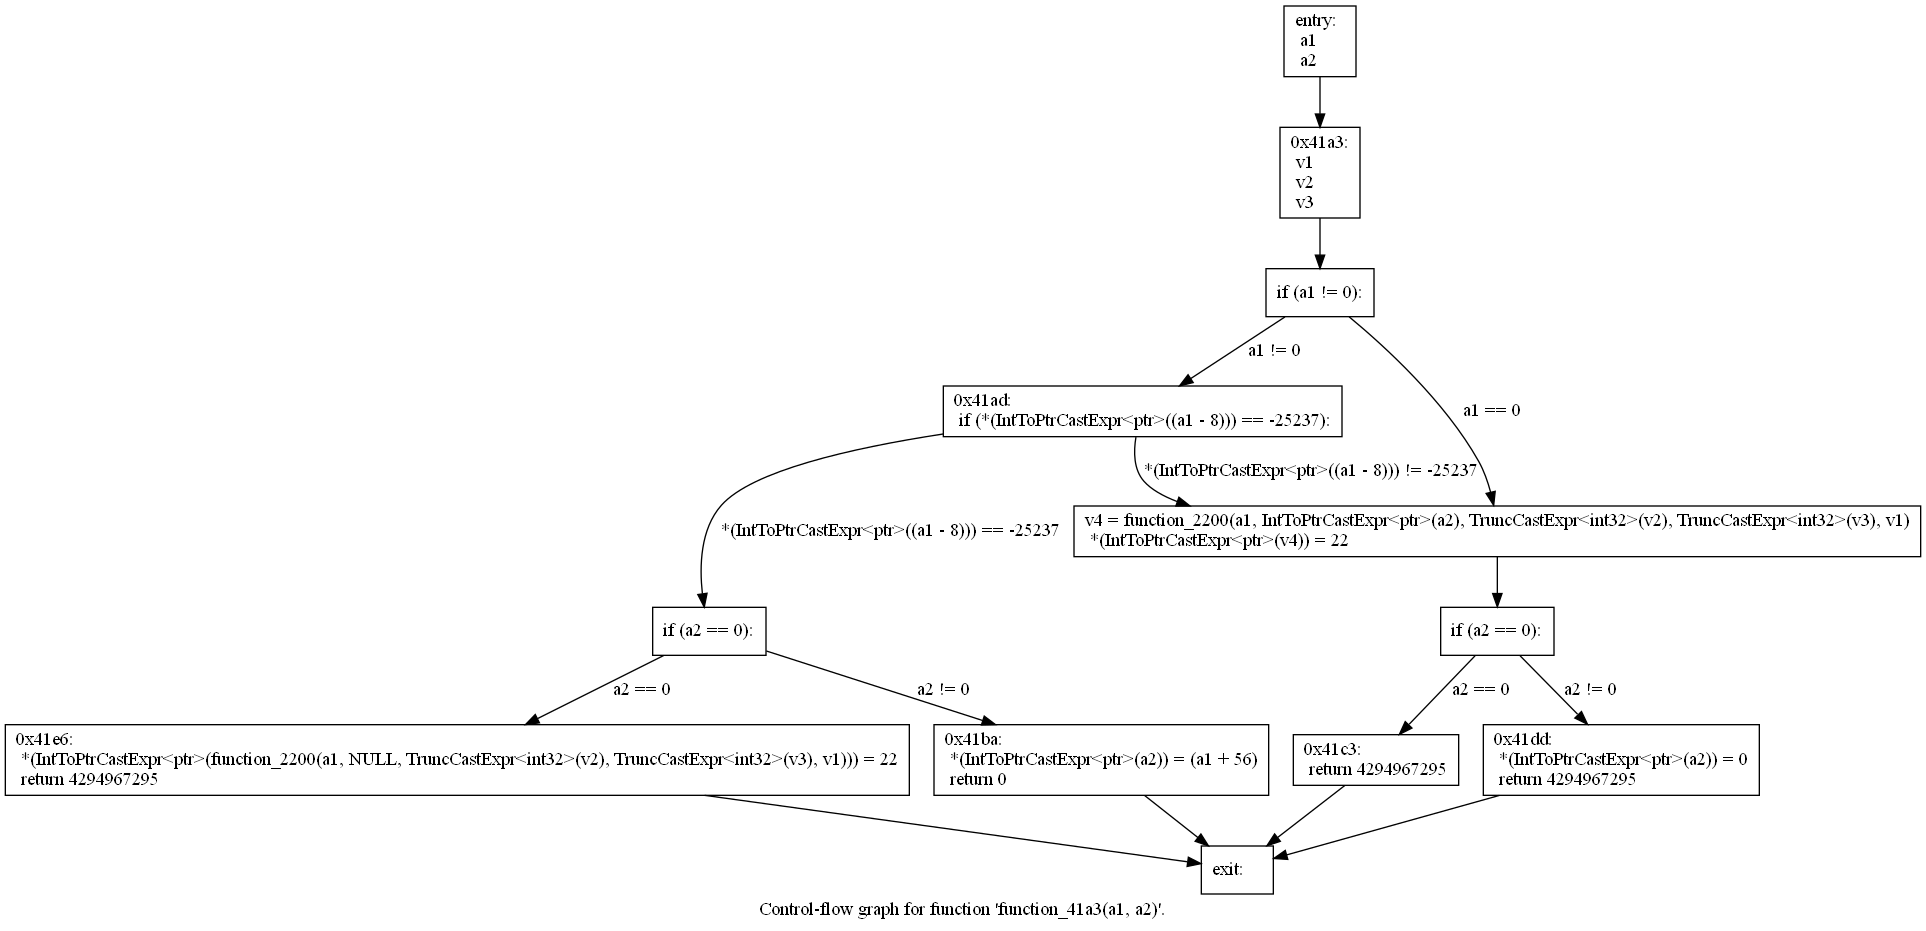 entry:
a1
a2
0x41a3:
v1
v2
v3
if (a1 != 0):
a1 != 0
a1 == 0
0x41ad:
if (*(IntToPtrCastExpr<ptr>((a1 - 8))) == -25237):
*(IntToPtrCastExpr<ptr>((a1 - 8))) != -25237
*(IntToPtrCastExpr<ptr>((a1 - 8))) == -25237
v4 = function_2200(a1, IntToPtrCastExpr<ptr>(a2), TruncCastExpr<int32>(v2), TruncCastExpr<int32>(v3), v1)
*(IntToPtrCastExpr<ptr>(v4)) = 22
if (a2 == 0):
if (a2 == 0):
a2 == 0
a2 != 0
a2 == 0
a2 != 0
0x41e6:
*(IntToPtrCastExpr<ptr>(function_2200(a1, NULL, TruncCastExpr<int32>(v2), TruncCastExpr<int32>(v3), v1))) = 22
return 4294967295
0x41ba:
*(IntToPtrCastExpr<ptr>(a2)) = (a1 + 56)
return 0
0x41c3:
return 4294967295
0x41dd:
*(IntToPtrCastExpr<ptr>(a2)) = 0
return 4294967295
exit:
Control-flow graph for function 'function_41a3(a1, a2)'.